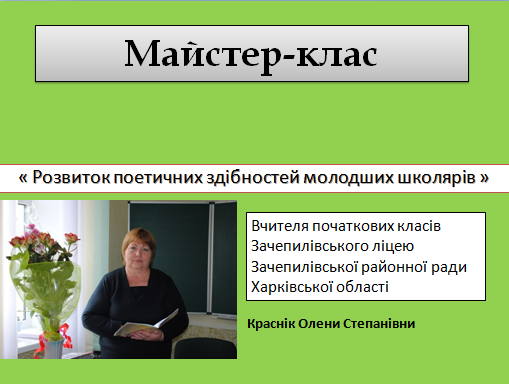 Майстер-клас
« Розвиток поетичних здібностей молодших школярів »
Вчителя початкових класів
Зачепилівського ліцею
Зачепилівської районної ради
Харківської області
Краснік Олени Степанівни